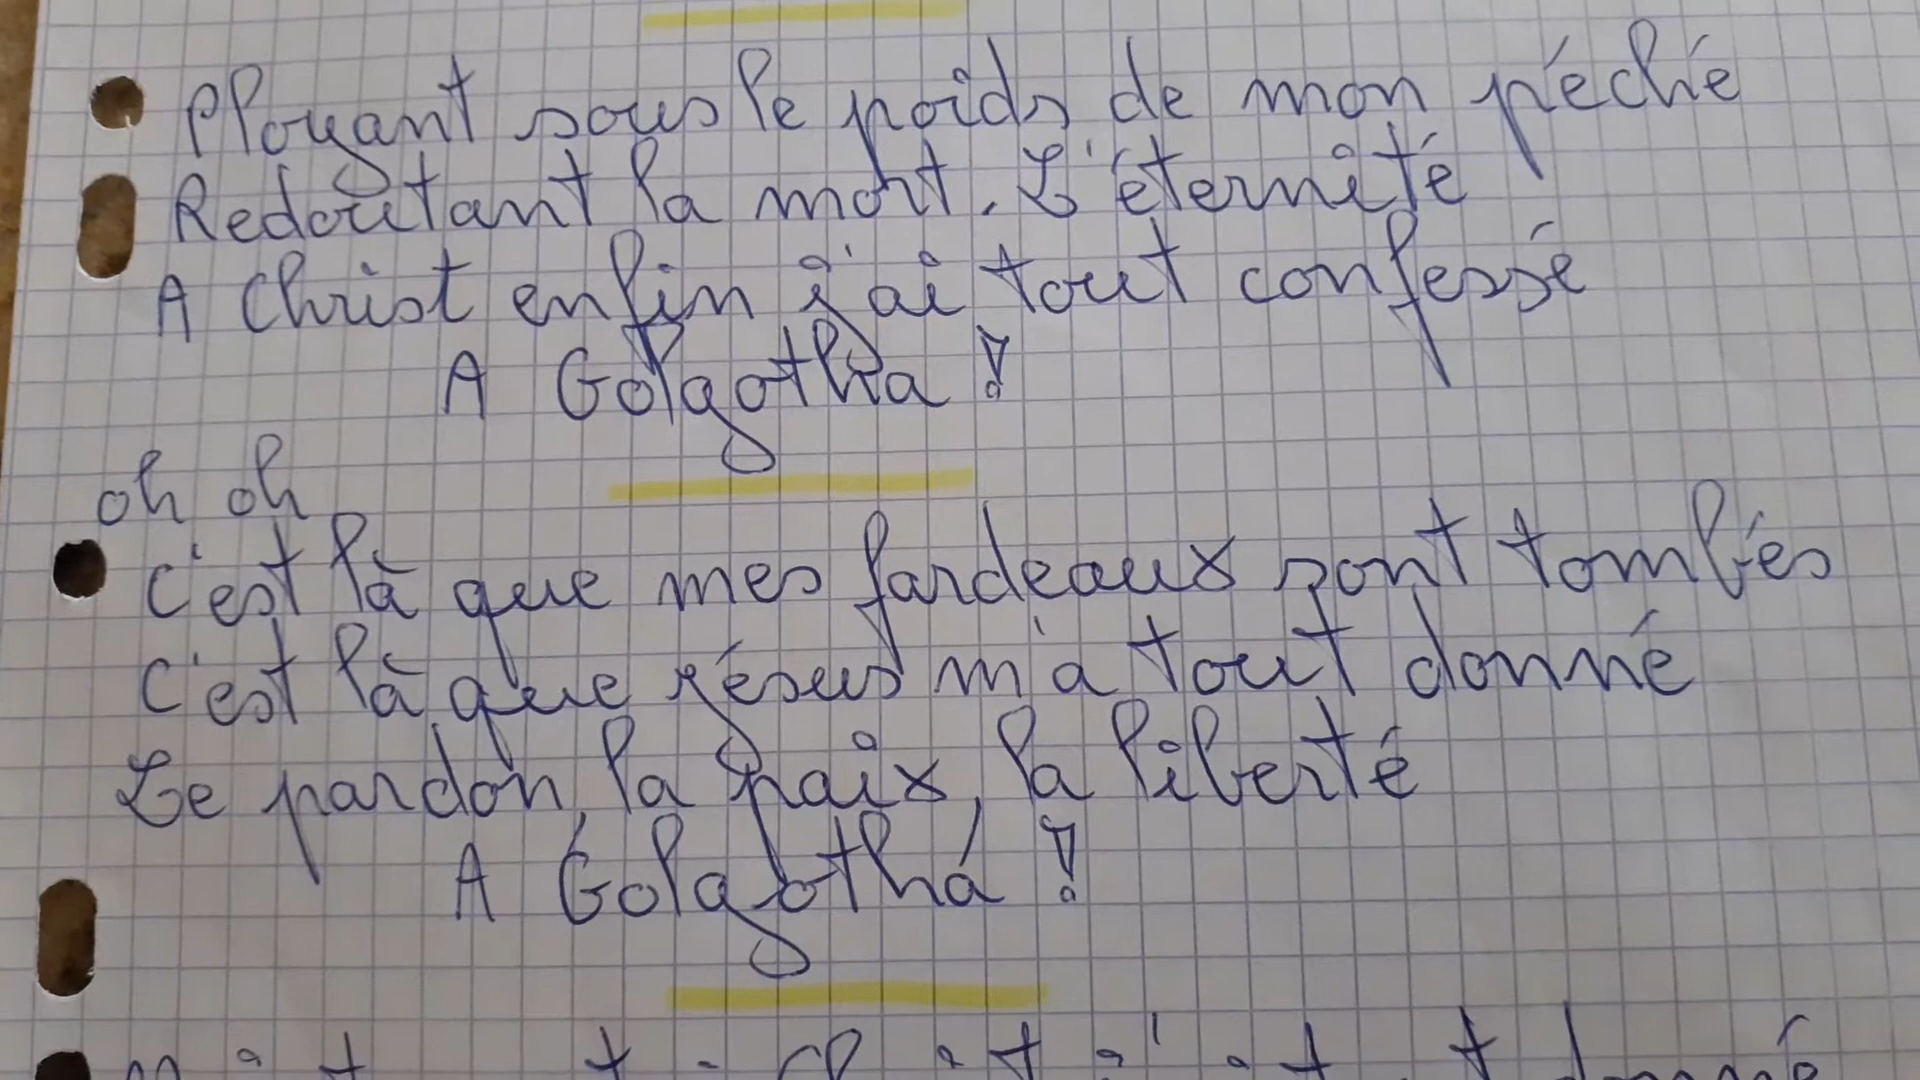 Ployant sous le poids de mon péché
Redoutant la mort. L'éternité
A Christ enfin j'ai tout confessé
A Golgotha !
oh oh
C'est là que mes fardeaux sont tombés
C'est là que Jésus m'a tout donné
Le pardon, la paix, la liberté
A Golgotha !